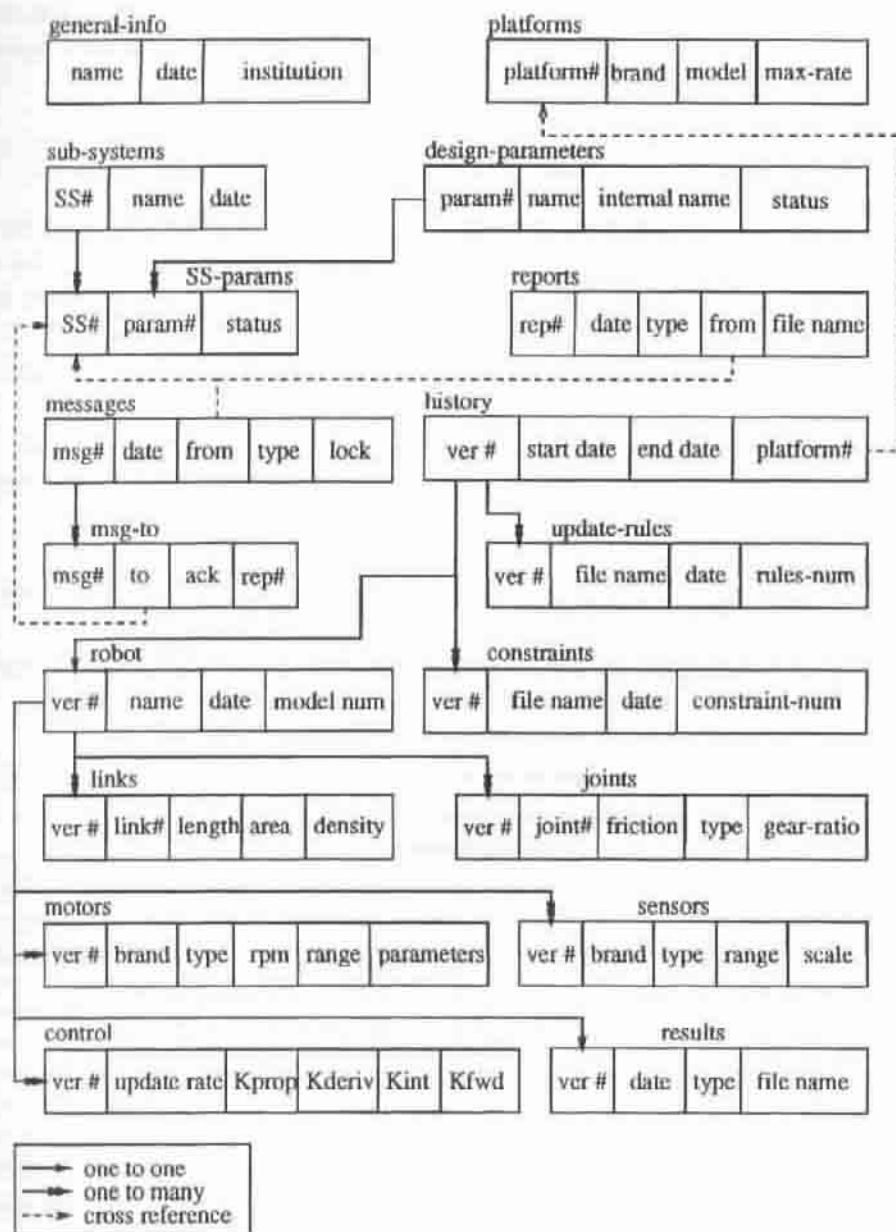 general-info
name date institution
platforms
platform# brand model max-rate
sub-systems
SS# name date
design-parameters
param# name internal name status
SS-params
SS# param# status
reports
rep# date type from file name
messages
msg# date from type lock
history
ver # start date end date platform#
msg-to
msg# to ack rep#
update-rules
ver # file name date rules-num
robot
ver # name date model num
constraints
ver # file name date constraint-num
links
ver # link# length area density
joints
ver # joint# friction type gear-ratio
motors
ver # brand type rpm range parameters
sensors
ver # brand type range scale
control
ver # update rate Kprop Kderiv Kint Kfwd
results
ver # date type file name
one to one
one to many
cross reference